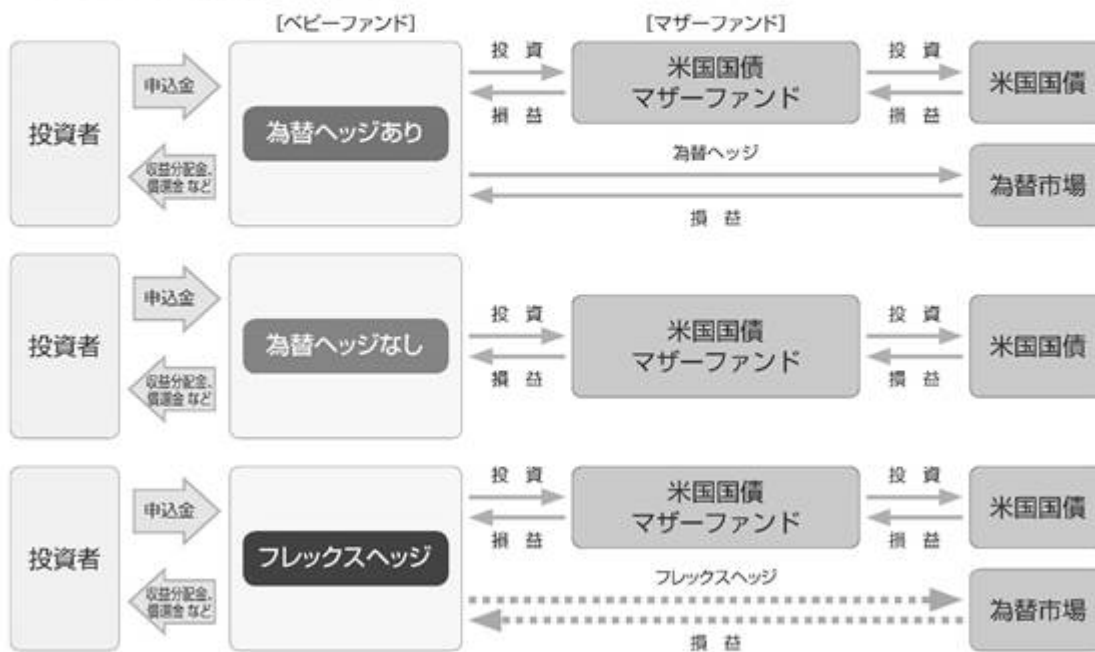 [ベビーファンド]
[マザーファンド]
投資者
申込金
収益分配金、
償還金 など
為替ヘッジあり
投 資
損 益
米国国債
マザーファンド
投 資
損 益
米国国債
為替ヘッジ
損 益
為替市場
投資者
申込金
収益分配金、
償還金 など
為替ヘッジなし
投 資
損 益
米国国債
マザーファンド
投 資
損 益
米国国債
投資者
申込金
収益分配金、
償還金 など
フレックスヘッジ
投 資
損 益
米国国債
マザーファンド
投 資
損 益
米国国債
フレックスヘッジ
損 益
為替市場